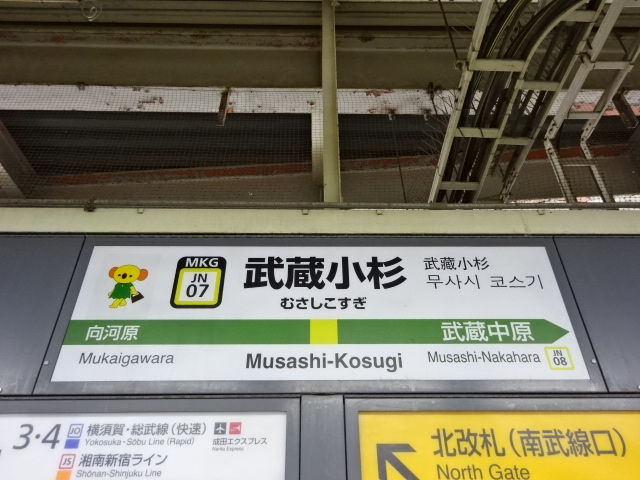 MKG
JN
07
武蔵小杉
むさしこすぎ
武藏小杉
무사시 코스기
向河原
武蔵中原
Mukaigawara
Musashi-Kosugi
Musashi-Nakahara
JN
08
3・4
JO 横須賀・総武線（快速）
Yokosuka・Sōbu Line (Rapid)
成田エクスプレス
Narita Express
JS 湘南新宿ライン
Shōnan-Shinjuku Line
北改札（南武線口）
North Gate